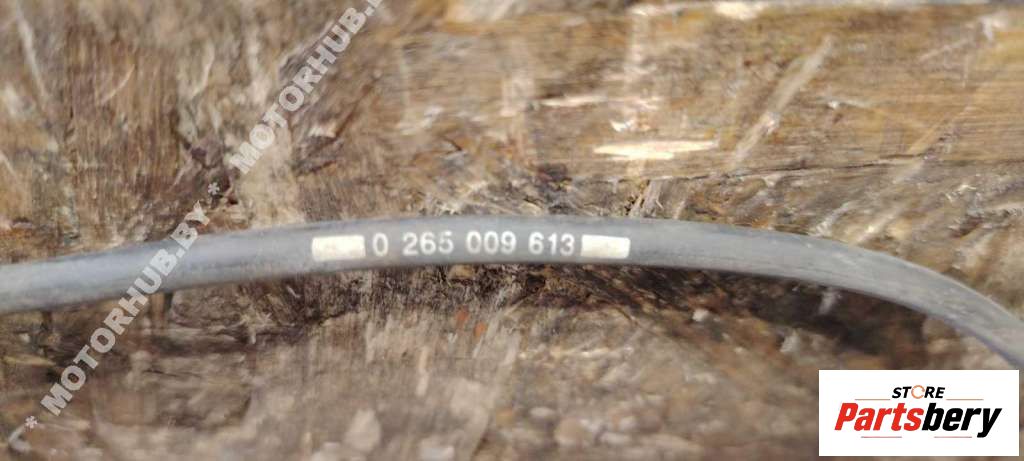 * MOTORHUB.BY * MOTORHUB.BY
0 265 009 613
STORE
Partsbery